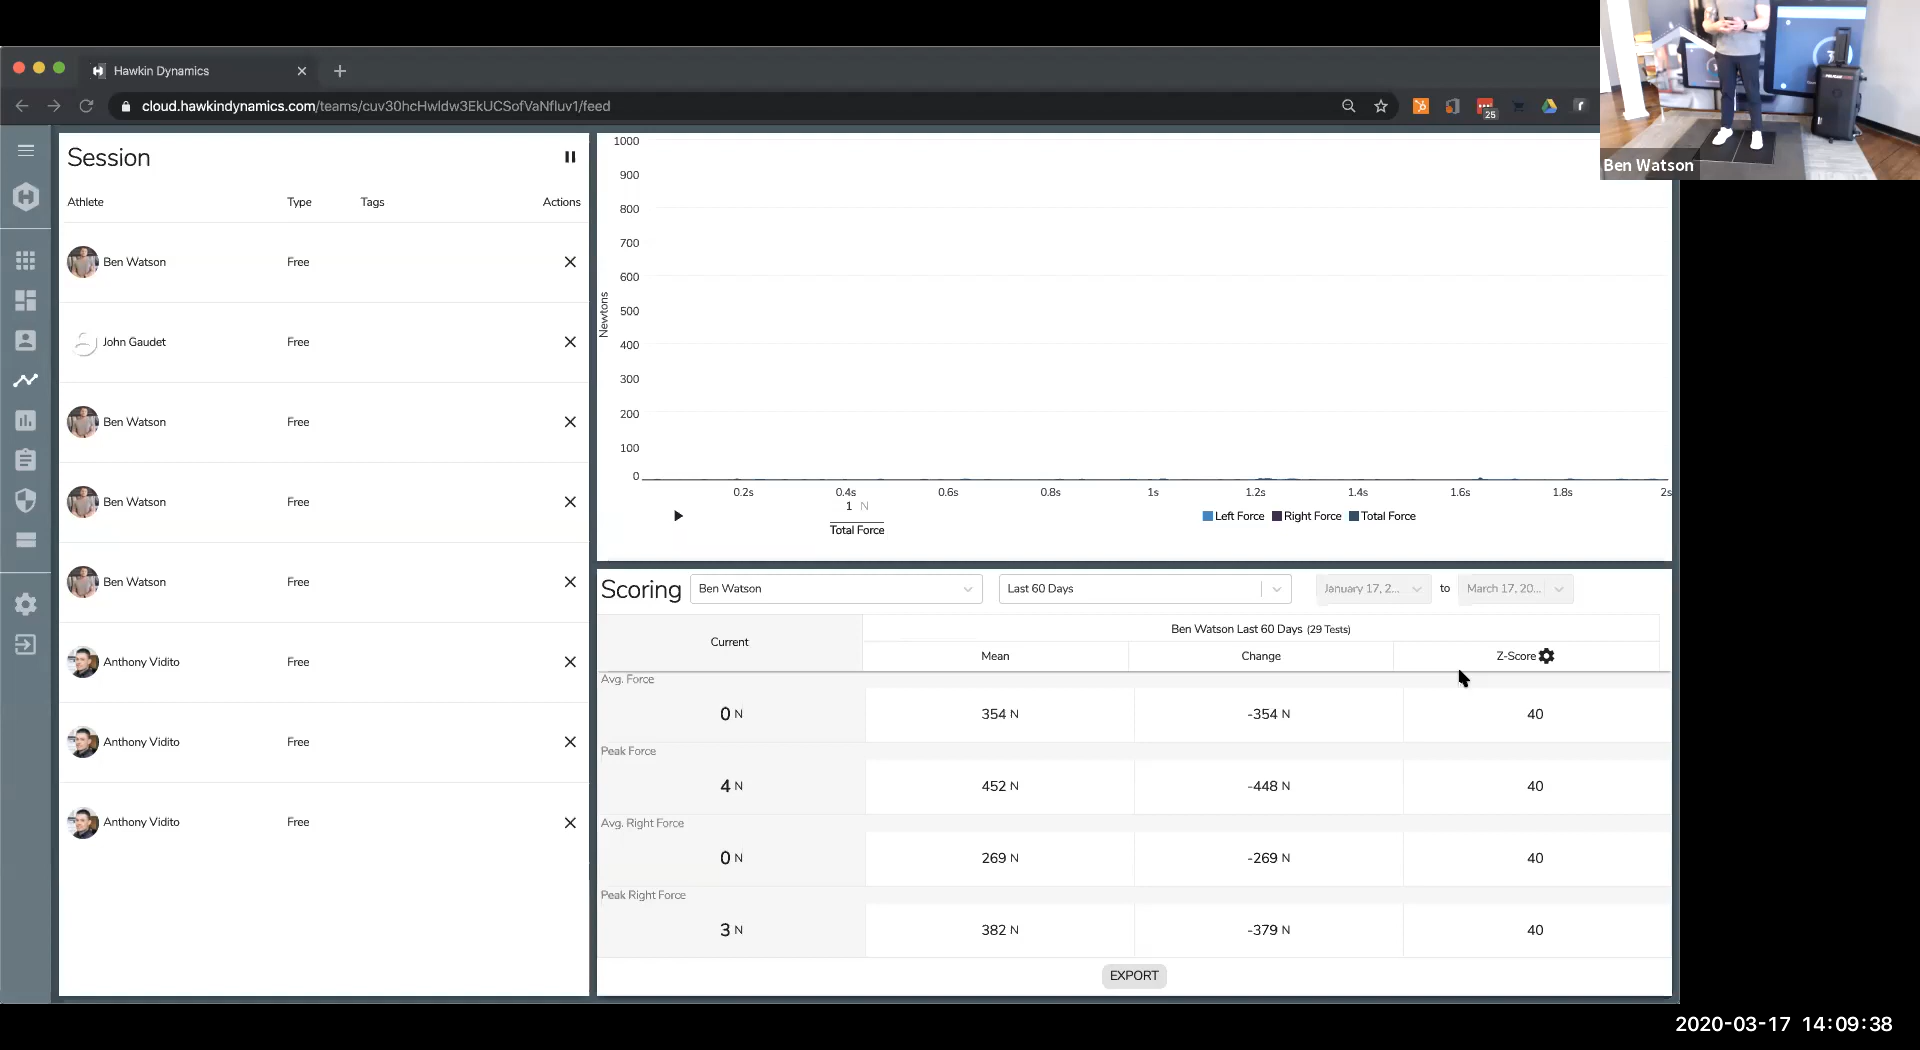 Hawkin Dynamics
cloud.hawkindynamics.com/teams/cuv30hcHwldw3EkUCSofVaNfluv1/feed
25
Ben Watson
Session
Athlete Type Tags Actions
Ben Watson Free
John Gaudet Free
Ben Watson Free
Ben Watson Free
Ben Watson Free
Anthony Vidito Free
Anthony Vidito Free
Anthony Vidito Free
Newtons
1000
900
800
700
600
500
400
300
200
100
0
0.2s 0.4s 0.6s 0.8s 1s 1.2s 1.4s 1.6s 1.8s 2s
1 N
Total Force
Left Force Right Force Total Force
Scoring Ben Watson Last 60 Days January 17, 2... to March 17, 20...
Current
Ben Watson Last 60 Days (29 Tests)
Mean Change Z-Score
Avg. Force
0 N 354 N -354 N 40
Peak Force
4 N 452 N -448 N 40
Avg. Right Force
0 N 269 N -269 N 40
Peak Right Force
3 N 382 N -379 N 40
EXPORT
2020-03-17 14:09:38